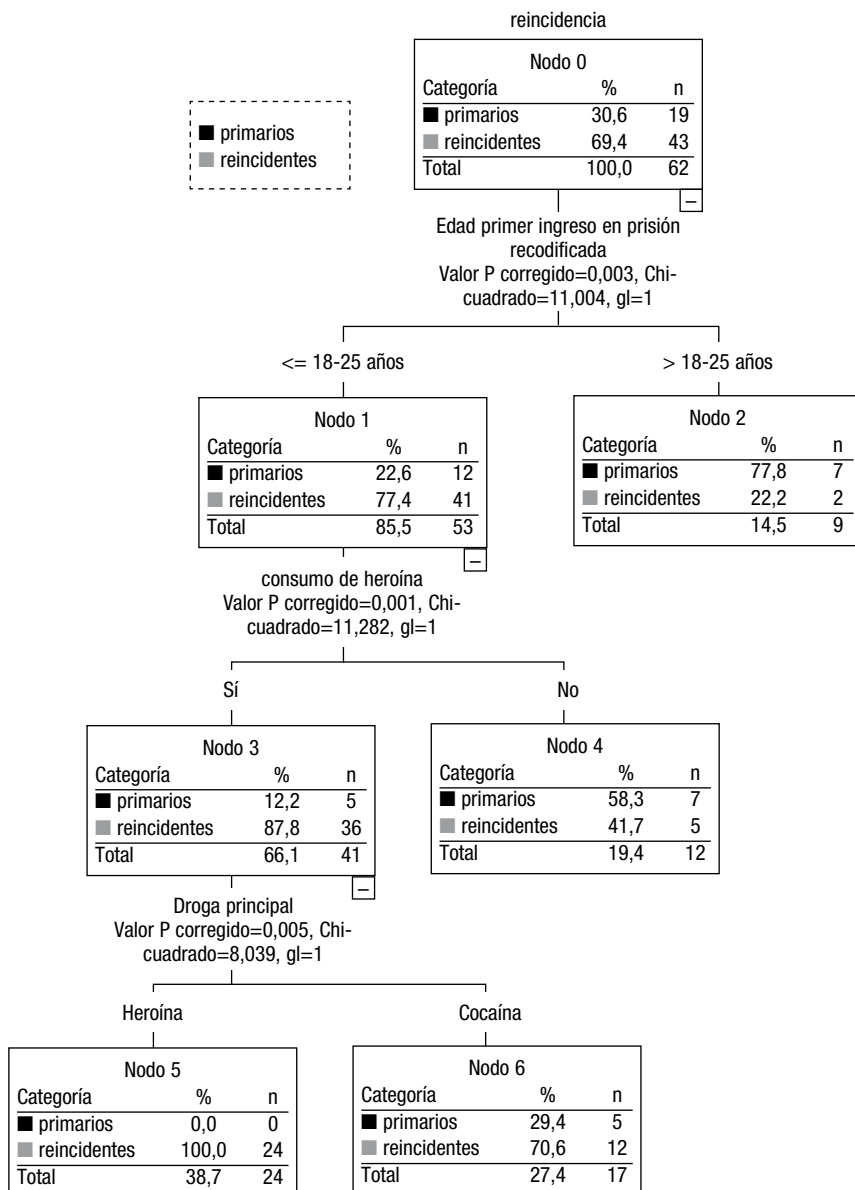 reincidencia
Nodo 0
Categoría % n
primarios 30,6 19
reincidentes 69,4 43
Total 100,0 62
primarios
reincidentes
–
Edad primer ingreso en prisión
recodificada
Valor P corregido=0,003, Chi-
cuadrado=11,004, gl=1
<= 18-25 años
> 18-25 años
Nodo 1
Categoría % n
primarios 22,6 12
reincidentes 77,4 41
Total 85,5 53
–
Nodo 2
Categoría % n
primarios 77,8 7
reincidentes 22,2 2
Total 14,5 9
consumo de heroína
Valor P corregido=0,001, Chi-
cuadrado=11,282, gl=1
Sí
No
Nodo 3
Categoría % n
primarios 12,2 5
reincidentes 87,8 36
Total 66,1 41
–
Nodo 4
Categoría % n
primarios 58,3 7
reincidentes 41,7 5
Total 19,4 12
Droga principal
Valor P corregido=0,005, Chi-
cuadrado=8,039, gl=1
Heroína
Cocaína
Nodo 5
Categoría % n
primarios 0,0 0
reincidentes 100,0 24
Total 38,7 24
Nodo 6
Categoría % n
primarios 29,4 5
reincidentes 70,6 12
Total 27,4 17